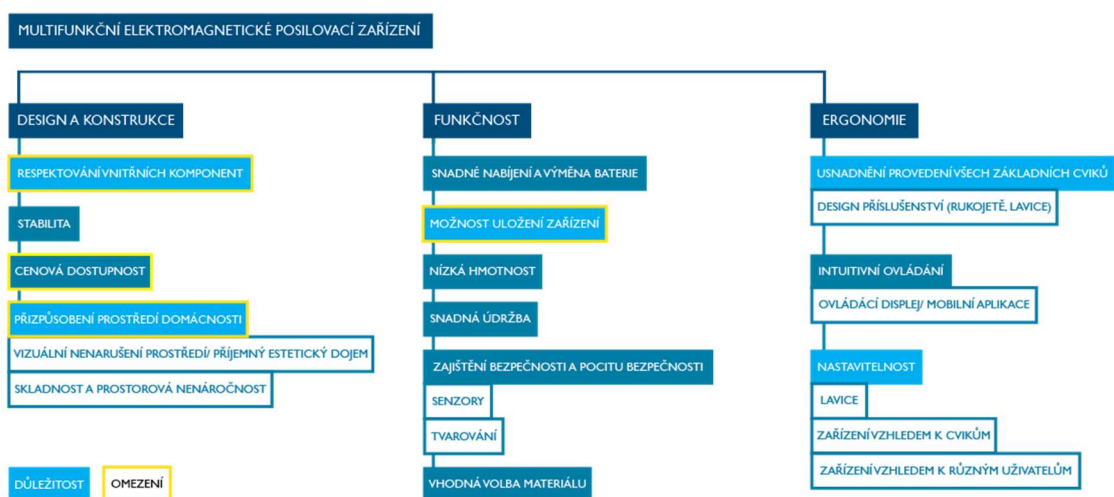 MULTIFUNKČNÍ ELEKTROMAGNETICKÉ POSILOVACÍ ZAŘÍZENÍ
DESIGN A KONSTRUKCE
RESPEKTOVÁNÍ VNITŘNÍCH KOMPONENT
STABILITA
CENOVÁ DOSTUPNOST
PŘIZPŮSOBENÍ PROSTŘEDÍ DOMÁCNOSTI
VIZUÁLNÍ NENARUŠENÍ PROSTŘEDÍ/ PŘÍJEMNÝ ESTETICKÝ DOJEM
SKLADNOST A PROSTOROVÁ NENÁROČNOST
FUNKČNOST
SNADNÉ NABÍJENÍ A VÝMĚNA BATERIE
MOŽNOST ULOŽENÍ ZAŘÍZENÍ
NÍZKÁ HMOTNOST
SNADNÁ ÚDRŽBA
ZAJIŠTĚNÍ BEZPEČNOSTI A POCITU BEZPEČNOSTI
SENZORY
TVAROVÁNÍ
VHODNÁ VOLBA MATERIÁLU
ERGONOMIE
USNADNĚNÍ PROVEDENÍ VŠECH ZÁKLADNÍCH CVIKŮ
DESIGN PŘÍSLUŠENSTVÍ (RUKOJETĚ, LAVICE)
INTUITIVNÍ OVLÁDÁNÍ
OVLÁDÁCÍ DISPLEJ/ MOBILNÍ APLIKACE
NASTAVITELNOST
LAVICE
ZAŘÍZENÍ VZHLEDEM K CVIKŮM
ZAŘÍZENÍ VZHLEDEM K RŮZNÝM UŽIVATELŮM
DŮLEŽITOST
OMEZENÍ